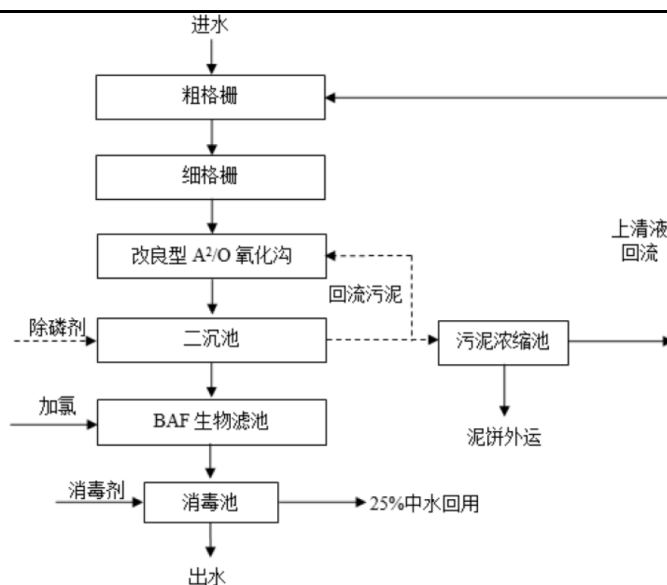 进水
粗格栅
细格栅
上清液
回流
改良型 A²/O 氧化沟
回流污泥
除磷剂
二沉池
污泥浓缩池
加氯
BAF 生物滤池
泥饼外运
消毒剂
消毒池
25%中水回用
出水